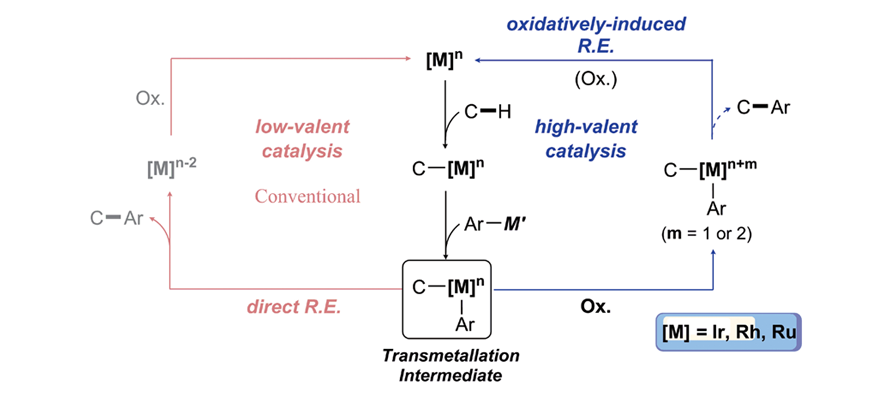 oxidatively-induced
R.E.
[M]ⁿ
(Ox.)
Ox.
C–H
C–Ar
low-valent
catalysis
high-valent
catalysis
[M]ⁿ⁻²
C–[M]ⁿ
C–[M]ⁿ⁺ᵐ
Ar
(m = 1 or 2)
Conventional
C–Ar
Ar–M'
C–[M]ⁿ
Ar
direct R.E.
Ox.
[M] = Ir, Rh, Ru
Transmetallation
Intermediate